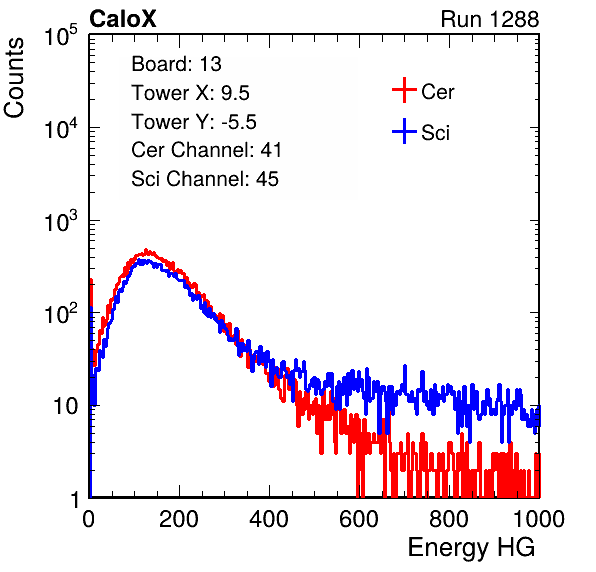 CaloX Run 1288
Counts
Board: 13
Tower X: 9.5
Tower Y: -5.5
Cer Channel: 41
Sci Channel: 45
Cer
Sci
10^5
10^4
10^3
10^2
10
1
0 200 400 600 800 1000
Energy HG